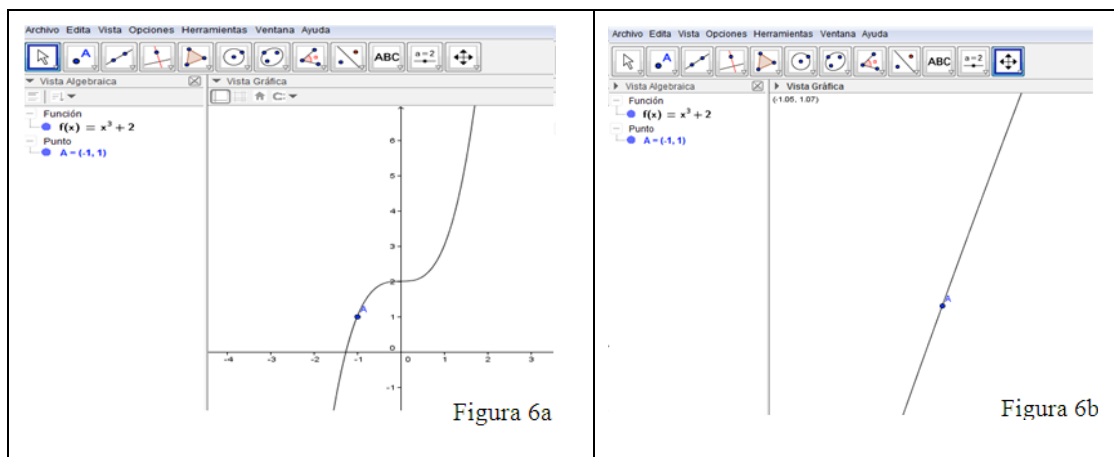 Archivo Edita Vista Opciones Herramientas Ventana Ayuda
A
ABC
a=2
Vista Algebraica
Vista Gráfica
Función
f(x) = x³ + 2
Punto
A = (-1, 1)
6
5
4
3
2
1
0
-1
-4 -3 -2 -1 0 1 2 3
A
Figura 6a
Archivo Edita Vista Opciones Herramientas Ventana Ayuda
A
ABC
a=2
Vista Algebraica
Vista Gráfica
Función
f(x) = x³ + 2
Punto
A = (-1, 1)
(-1.05, 1.07)
A
Figura 6b